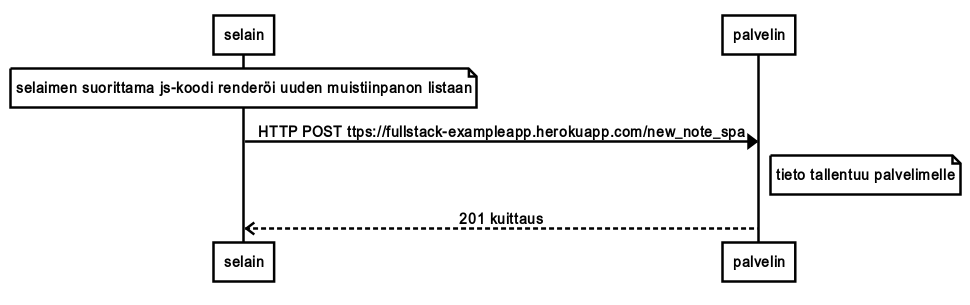 selain
palvelin
selaimen suorittama js-koodi renderöi uuden muistiinpanon listaan
HTTP POST ttps://fullstack-exampleapp.herokuapp.com/new_note_spa
tieto tallentuu palvelimelle
201 kuittaus
selain
palvelin